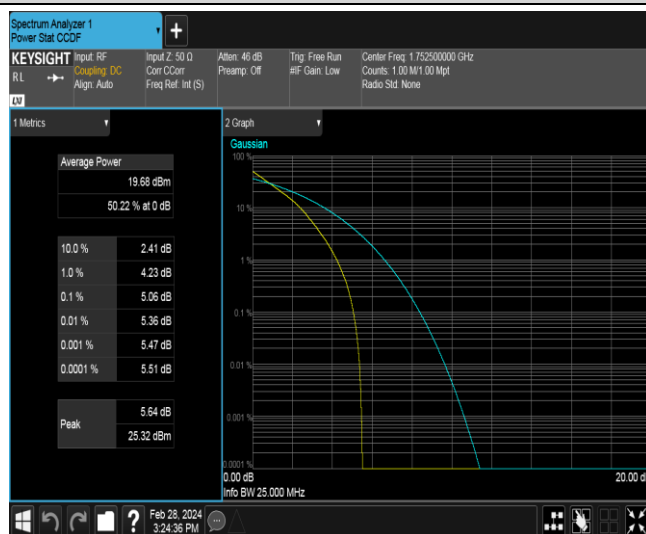 Spectrum Analyzer 1
Power Stat CCDF
+
KEYSIGHT
RL
LXI
Input: RF
Coupling: DC
Align: Auto
Input Z: 50 Ω
Corr CCorr
Freq Ref: Int (S)
Atten: 46 dB
Preamp: Off
Trig: Free Run
#IF Gain: Low
Center Freq: 1.752500000 GHz
Counts: 1.00 M/1.00 Mpt
Radio Std: None
1 Metrics
Average Power
19.68 dBm
50.22 % at 0 dB
10.0 % 2.41 dB
1.0 % 4.23 dB
0.1 % 5.06 dB
0.01 % 5.36 dB
0.001 % 5.47 dB
0.0001 % 5.51 dB
Peak
5.64 dB
25.32 dBm
2 Graph
Gaussian
100 %
10 %
1 %
0.1 %
0.01 %
0.001 %
0.0001 %
0.00 dB
20.00 d
Info BW 25.000 MHz
?
Feb 28, 2024
3:24:36 PM